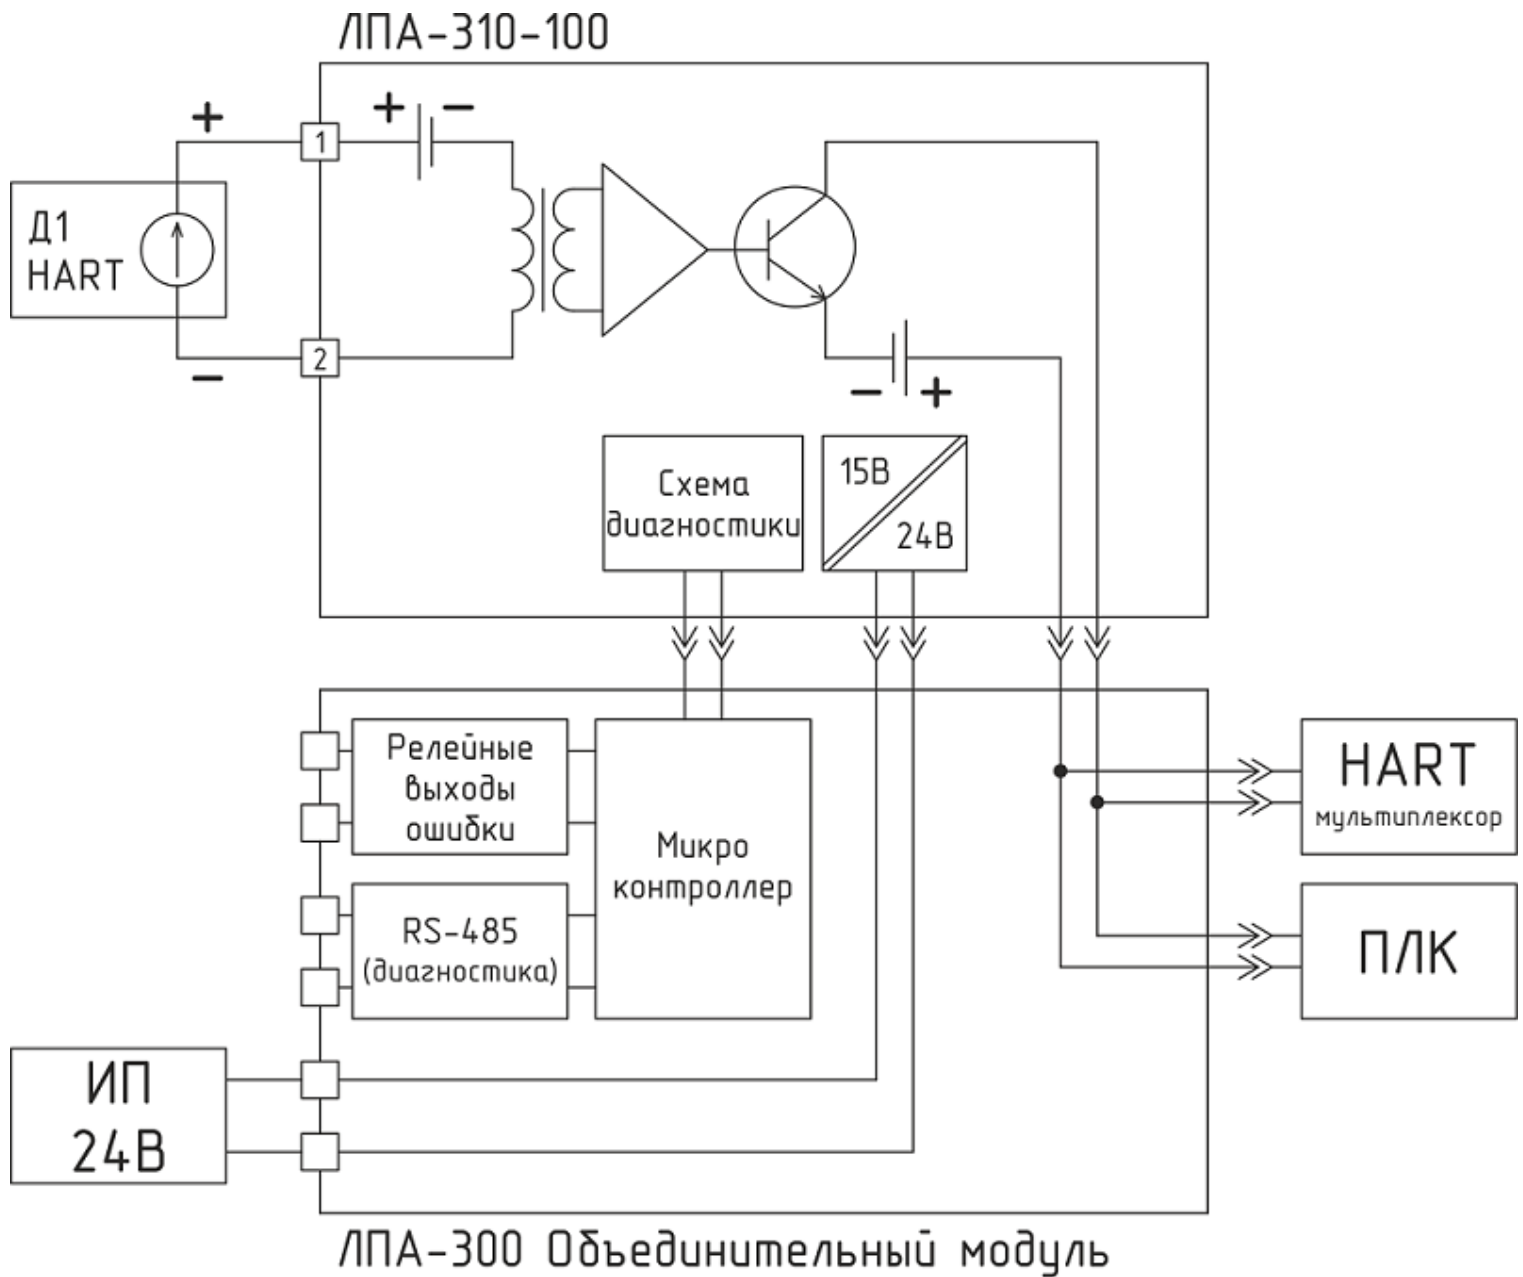 ЛПА-310-100
+
+ −
1
Д1
HART
2
−
− +
Схема
диагностики
15В
24В
Релейные
выходы
ошибки
Микро
контроллер
RS-485
(диагностика)
HART
мультиплексор
ПЛК
ИП
24В
ЛПА-300 Объединительный модуль